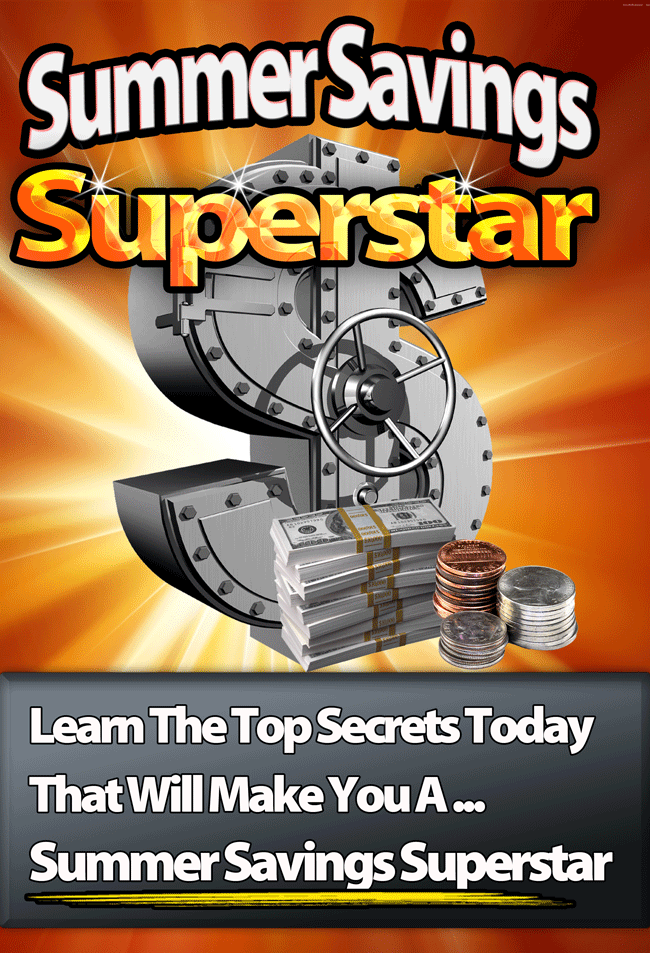 Summer Savings
Superstar
Learn The Top Secrets Today
That Will Make You A ...
Summer Savings Superstar